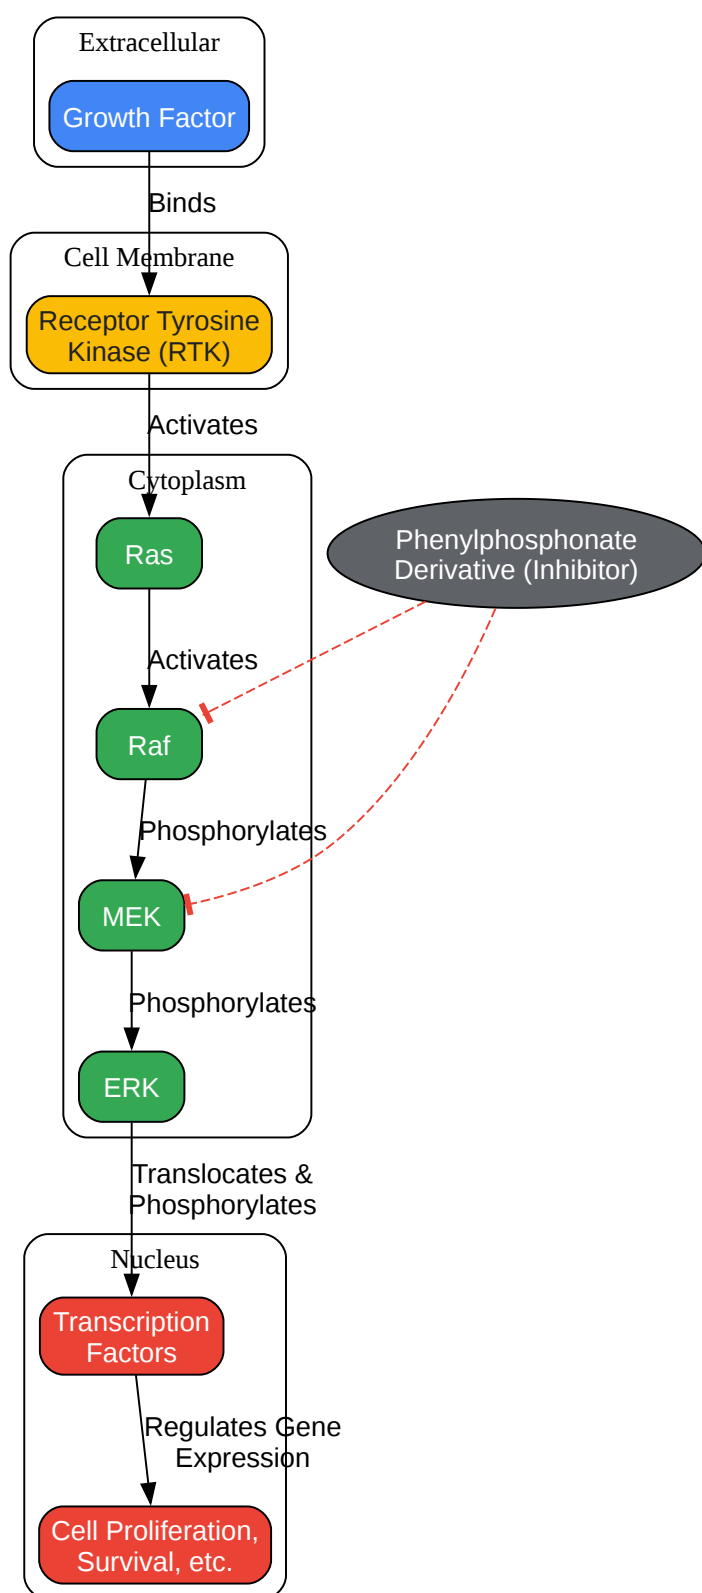 Extracellular
Growth Factor
Binds
Cell Membrane
Receptor Tyrosine
Kinase (RTK)
Activates
Cytoplasm
Ras
Phenylphosphonate
Derivative (Inhibitor)
Activates
Raf
Phosphorylates
MEK
Phosphorylates
ERK
Translocates &
Phosphorylates
Nucleus
Transcription
Factors
Regulates Gene
Expression
Cell Proliferation,
Survival, etc.